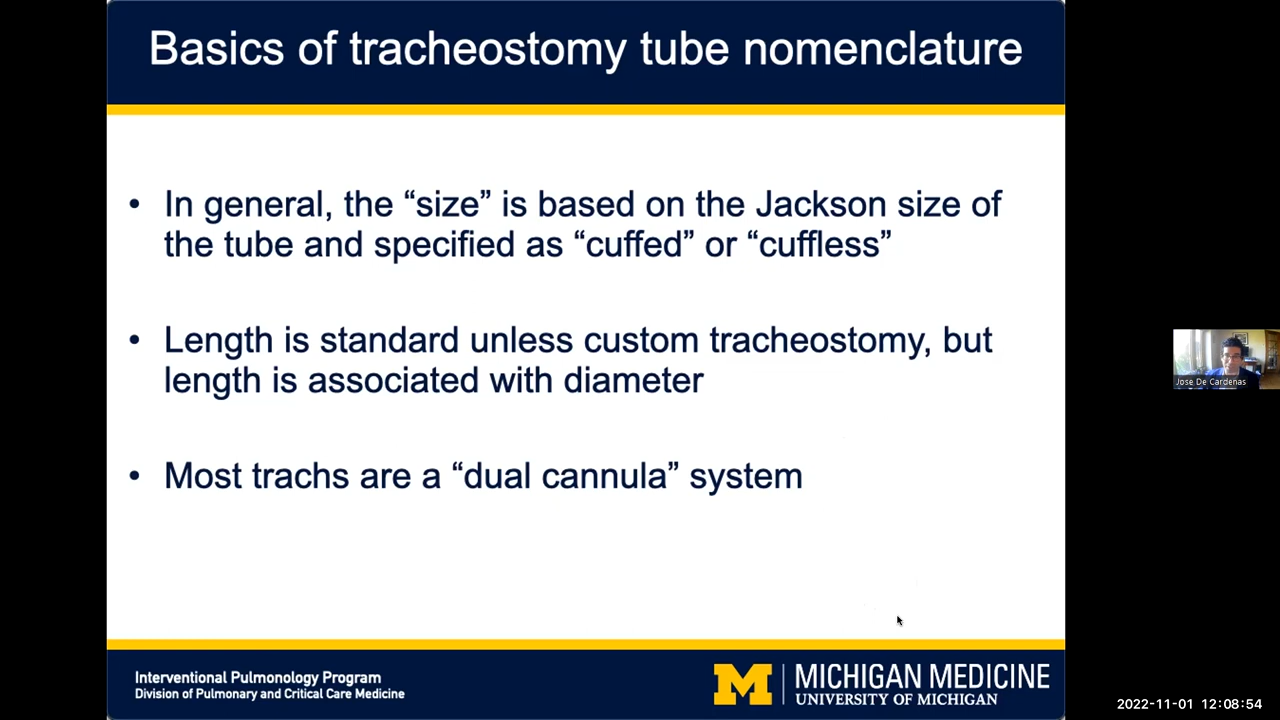 Basics of tracheostomy tube nomenclature
• In general, the “size” is based on the Jackson size of
the tube and specified as “cuffed” or “cuffless”
• Length is standard unless custom tracheostomy, but
length is associated with diameter
• Most trachs are a “dual cannula” system
Jose De Cardenas
Interventional Pulmonology Program
Division of Pulmonary and Critical Care Medicine
M MICHIGAN MEDICINE
UNIVERSITY OF MICHIGAN
2022-11-01 12:08:54